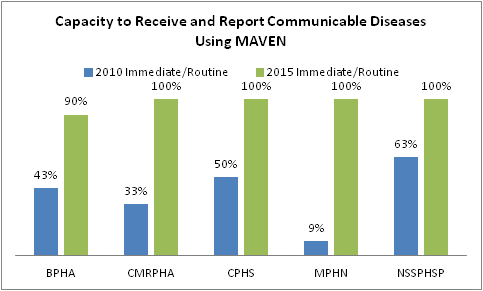 Capacity to Receive and Report Communicable Diseases
Using MAVEN
2010 Immediate/Routine 2015 Immediate/Routine
43% 90% 33% 100% 50% 100% 9% 100% 63% 100%
BPHA CMRPHA CPHS MPHN NSSPHSP